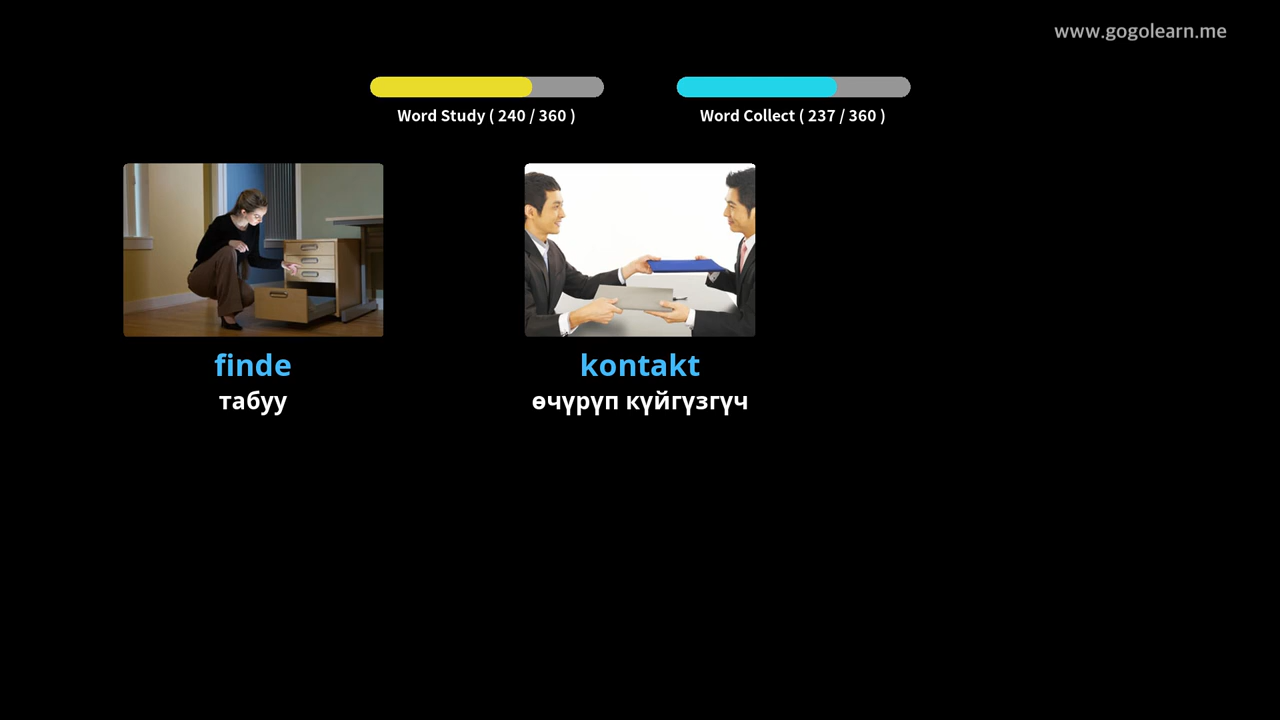 www.gogolearn.me
Word Study ( 240 / 360 )
Word Collect ( 237 / 360 )
finde
табуу
kontakt
өчүрүп күйгүзгүч